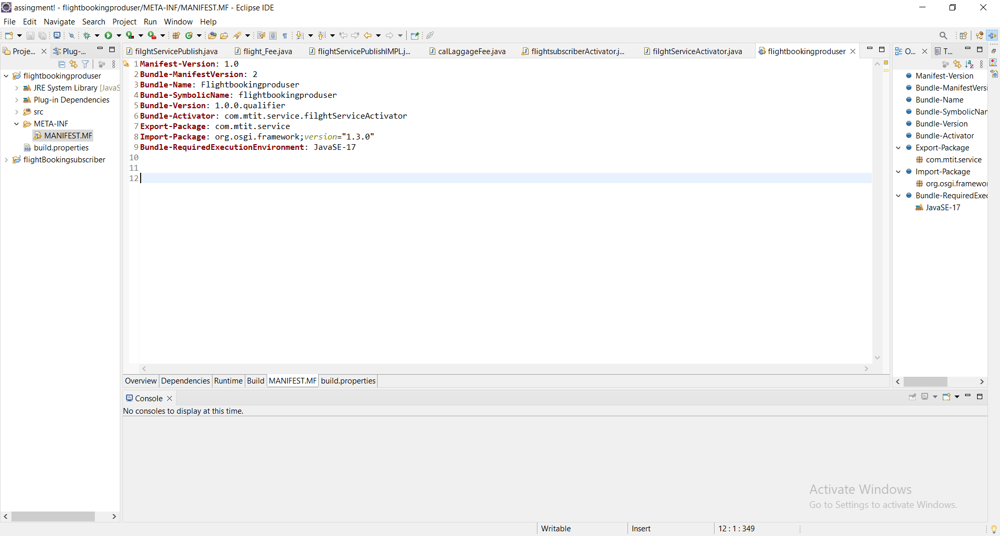 assingment! - flightbookingproduser/META-INF/MANIFEST.MF - Eclipse IDE
File Edit Navigate Search Project Run Window Help
Proje... Plug-... filghtServicePublish.java flight_Fee.java flightServicePublishIMPL.j... calLaggageFee.java flightsubscriberActivator.j... filghtServiceActivator.java flightbookingproduser O... T...
flightbookingproduser
JRE System Library [JavaS
Plug-in Dependencies
src
META-INF
MANIFEST.MF
build.properties
flightBookingsubscriber
1 Manifest-Version: 1.0
2 Bundle-ManifestVersion: 2
3 Bundle-Name: Flightbookingproduser
4 Bundle-SymbolicName: flightbookingproduser
5 Bundle-Version: 1.0.0.qualifier
6 Bundle-Activator: com.mtit.service.filghtServiceActivator
7 Export-Package: com.mtit.service
8 Import-Package: org.osgi.framework;version="1.3.0"
9 Bundle-RequiredExecutionEnvironment: JavaSE-17
10
11
12
Manifest-Version
Bundle-ManifestVersi
Bundle-Name
Bundle-SymbolicNar
Bundle-Version
Bundle-Activator
Export-Package
com.mtit.service
Import-Package
org.osgi.framewor
Bundle-RequiredExec
JavaSE-17
Overview Dependencies Runtime Build MANIFEST.MF build.properties
Console
No consoles to display at this time.
Activate Windows
Go to Settings to activate Windows.
Writable Insert 12 : 1 : 349